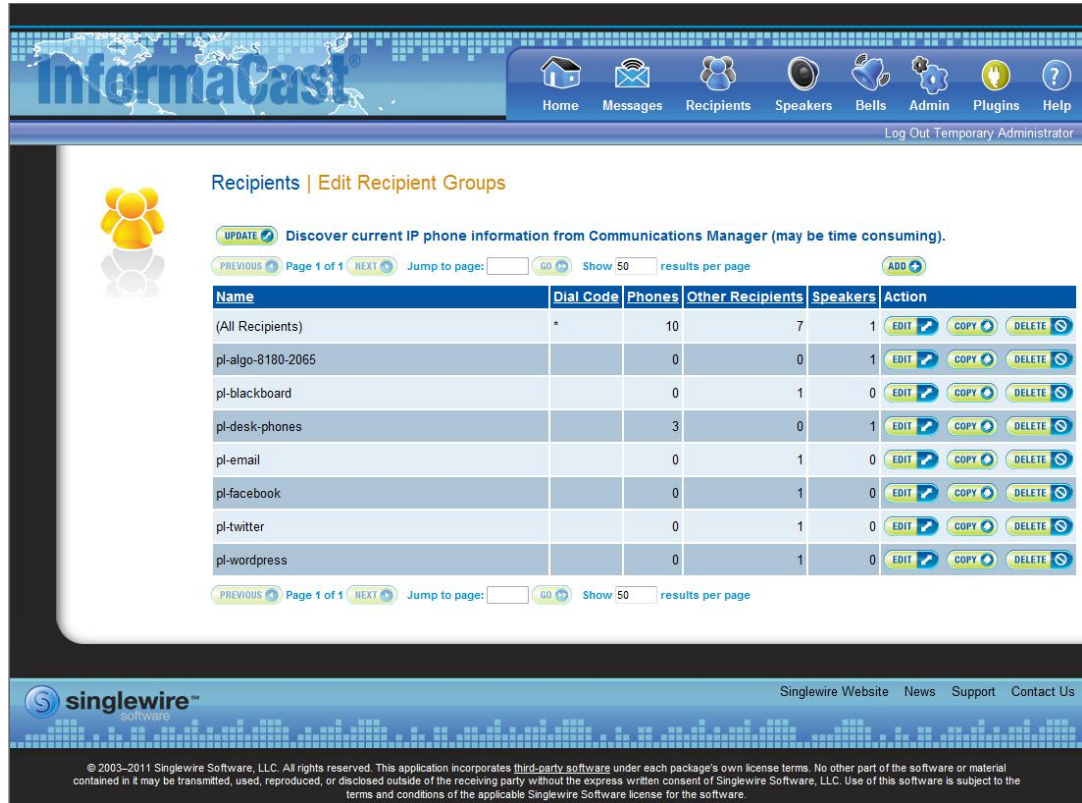 InformaCast®
Home Messages Recipients Speakers Bells Admin Plugins Help
Log Out Temporary Administrator
Recipients | Edit Recipient Groups
UPDATE Discover current IP phone information from Communications Manager (may be time consuming).
PREVIOUS Page 1 of 1 NEXT Jump to page: GO Show 50 results per page ADD
Name Dial Code Phones Other Recipients Speakers Action
(All Recipients) * 10 7 1 EDIT COPY DELETE
pl-algo-8180-2065 0 0 1 EDIT COPY DELETE
pl-blackboard 0 1 0 EDIT COPY DELETE
pl-desk-phones 3 0 1 EDIT COPY DELETE
pl-email 0 1 0 EDIT COPY DELETE
pl-facebook 0 1 0 EDIT COPY DELETE
pl-twitter 0 1 0 EDIT COPY DELETE
pl-wordpress 0 1 0 EDIT COPY DELETE
PREVIOUS Page 1 of 1 NEXT Jump to page: GO Show 50 results per page
Singlewire Website News Support Contact Us
S singlewire℠
software
© 2003–2011 Singlewire Software, LLC. All rights reserved. This application incorporates third-party software under each package's own license terms. No other part of the software or material
contained in it may be transmitted, used, reproduced, or disclosed outside of the receiving party without the express written consent of Singlewire Software, LLC. Use of this software is subject to the
terms and conditions of the applicable Singlewire Software license for the software.